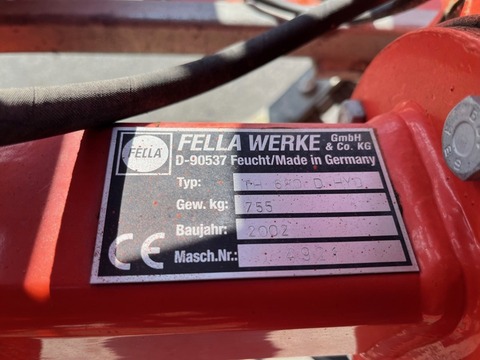 FELLA
FELLA WERKE GmbH & Co. KG
D-90537 Feucht/Made in Germany
Typ:
Gew. kg: 755
Baujahr: 2002
CE
Masch.Nr.: